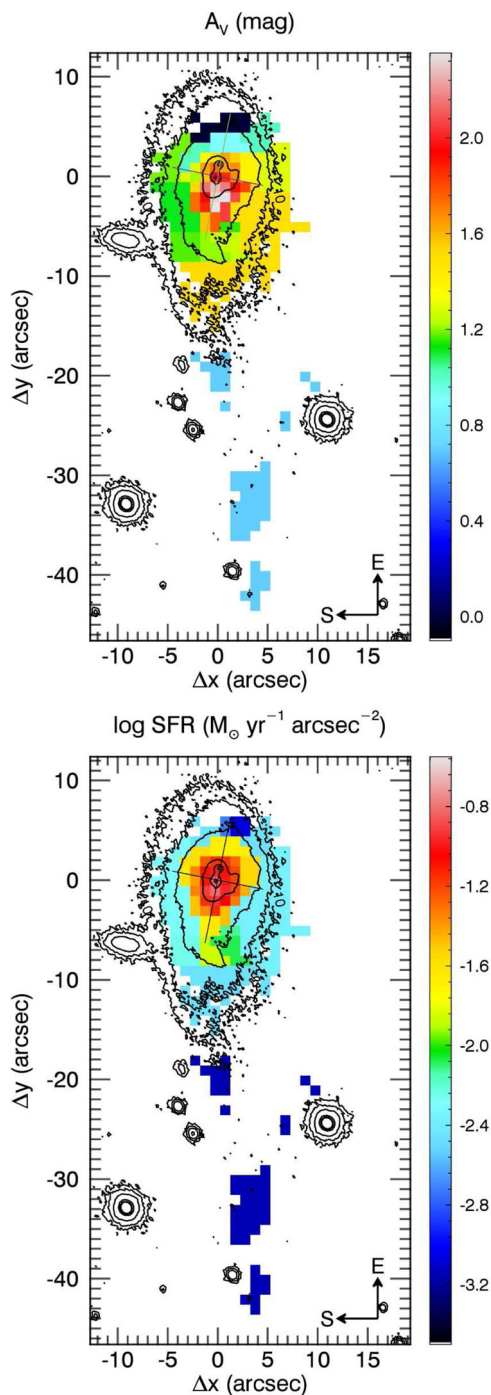 A_V (mag)
10
0
-10
-20
-30
-40
Δy (arcsec)
2.0
1.6
1.2
0.8
0.4
0.0
E
S
-10 -5 0 5 10 15
Δx (arcsec)
log SFR (M⊙ yr⁻¹ arcsec⁻²)
10
0
-10
-20
-30
-40
Δy (arcsec)
-0.8
-1.2
-1.6
-2.0
-2.4
-2.8
-3.2
E
S
-10 -5 0 5 10 15
Δx (arcsec)